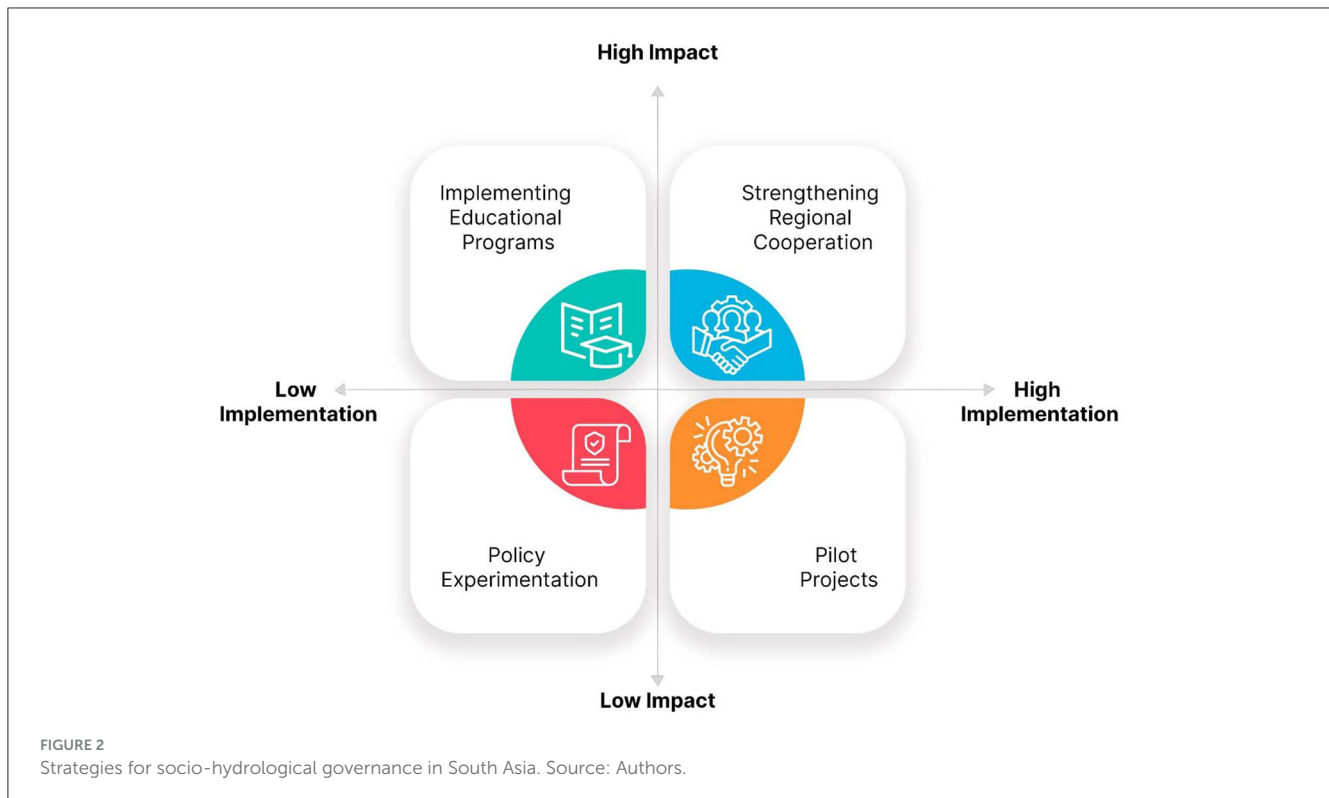 High Impact
Implementing
Educational
Programs
Strengthening
Regional
Cooperation
Low
Implementation
High
Implementation
Policy
Experimentation
Pilot
Projects
Low Impact
FIGURE 2
Strategies for socio-hydrological governance in South Asia. Source: Authors.